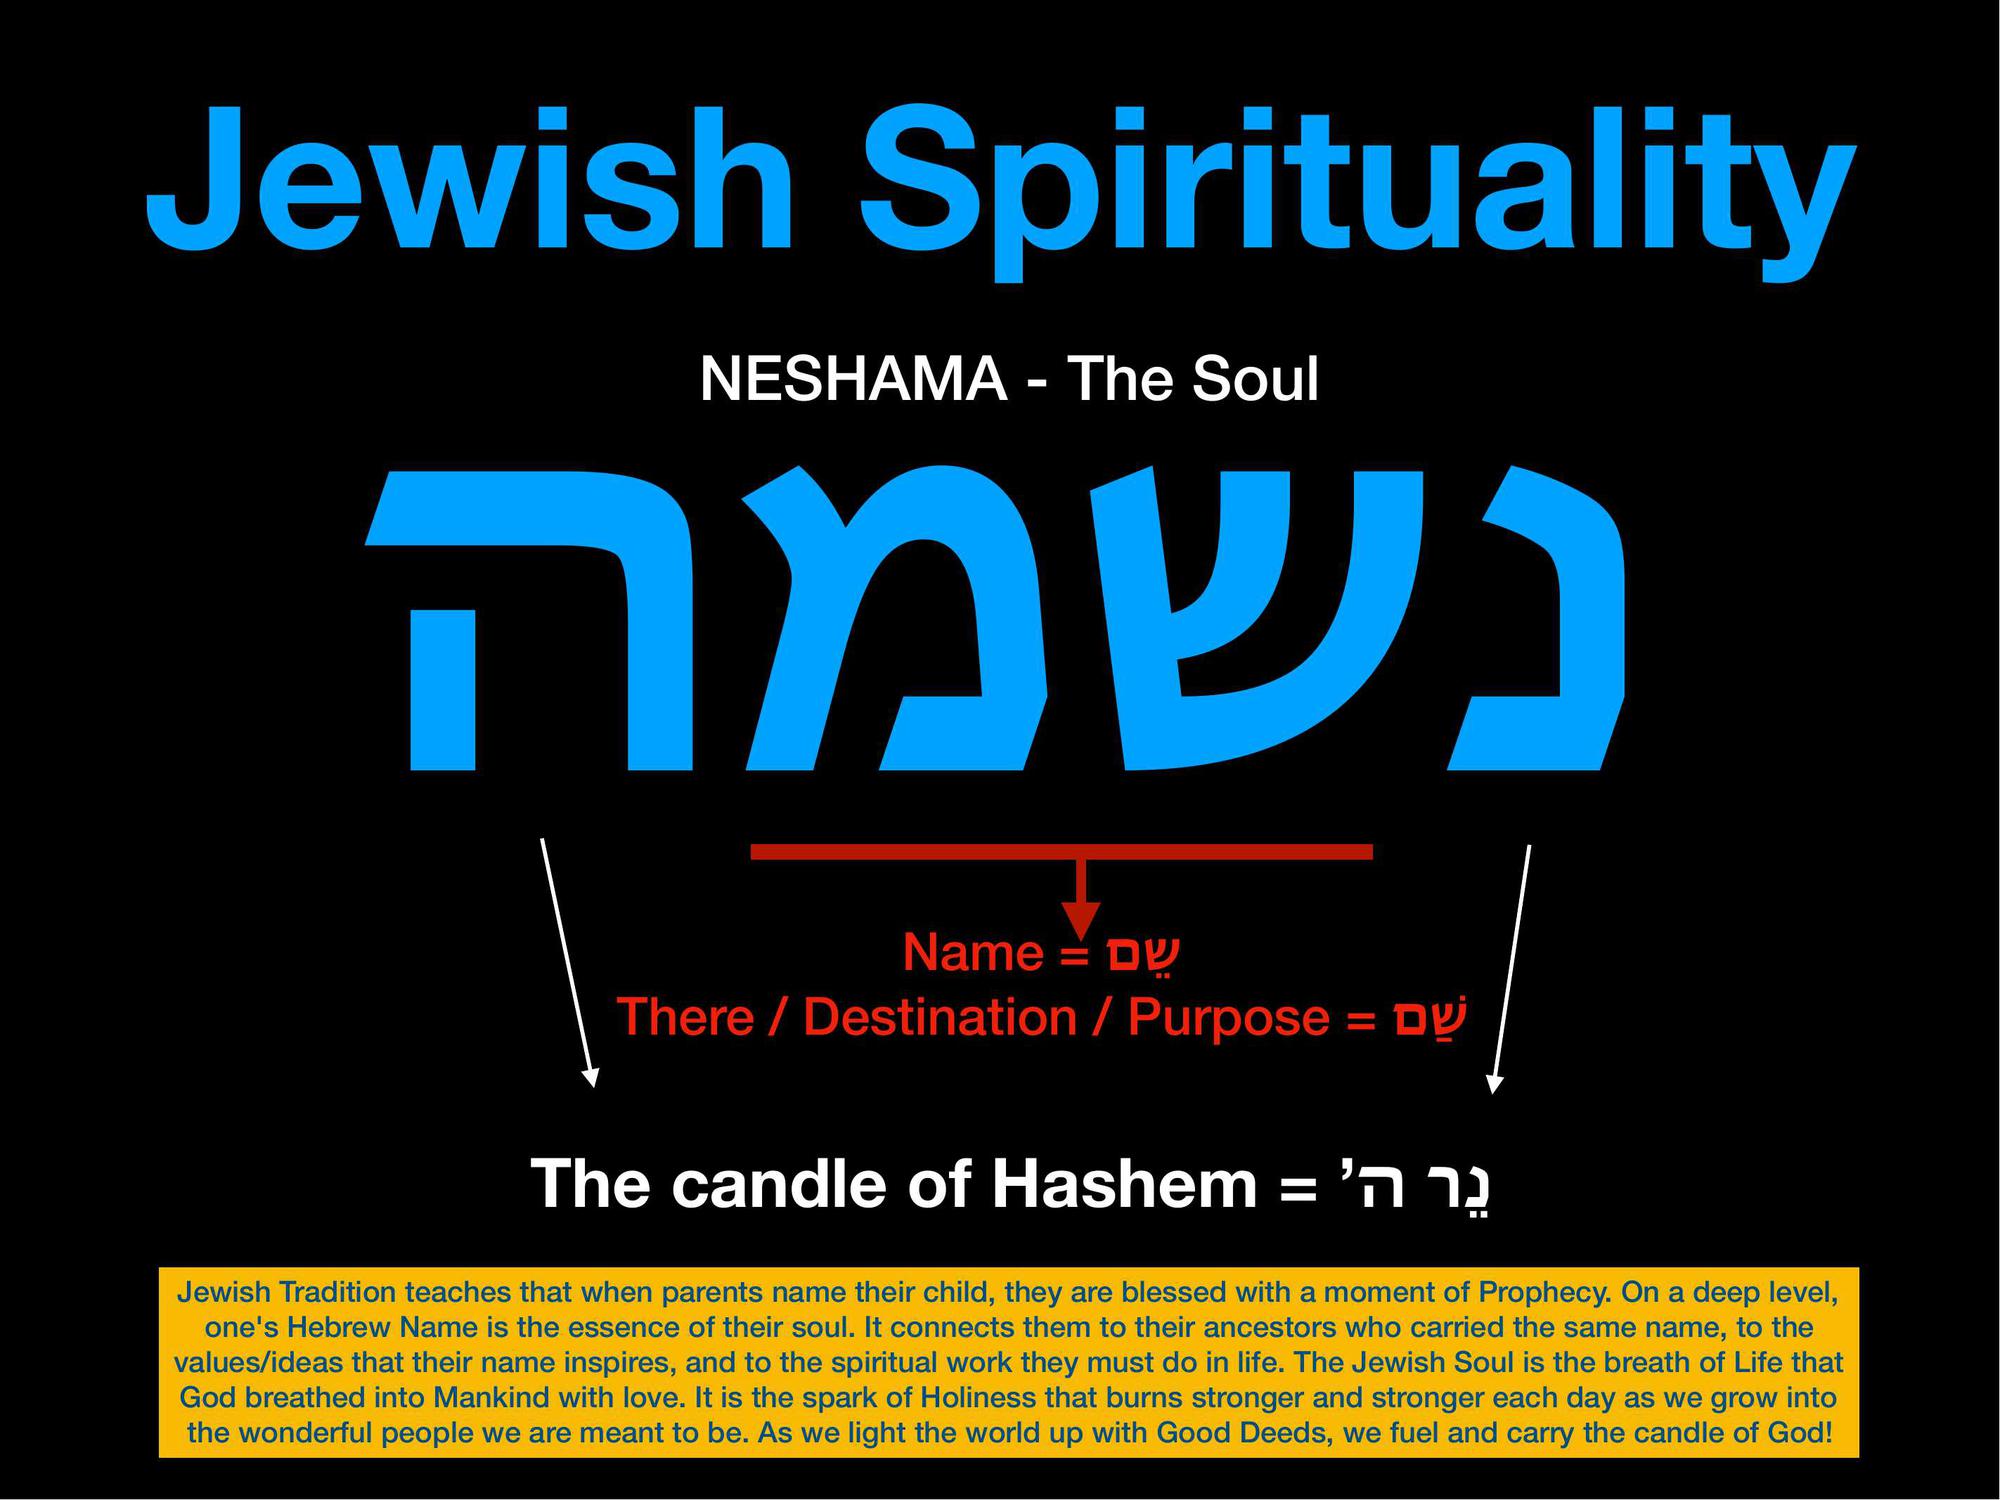 Jewish Spirituality
NESHAMA - The Soul
נשמה
Name = שֵׁם
There / Destination / Purpose = שַׁם
The candle of Hashem = נֵר ה’
Jewish Tradition teaches that when parents name their child, they are blessed with a moment of Prophecy. On a deep level,
one's Hebrew Name is the essence of their soul. It connects them to their ancestors who carried the same name, to the
values/ideas that their name inspires, and to the spiritual work they must do in life. The Jewish Soul is the breath of Life that
God breathed into Mankind with love. It is the spark of Holiness that burns stronger and stronger each day as we grow into
the wonderful people we are meant to be. As we light the world up with Good Deeds, we fuel and carry the candle of God!